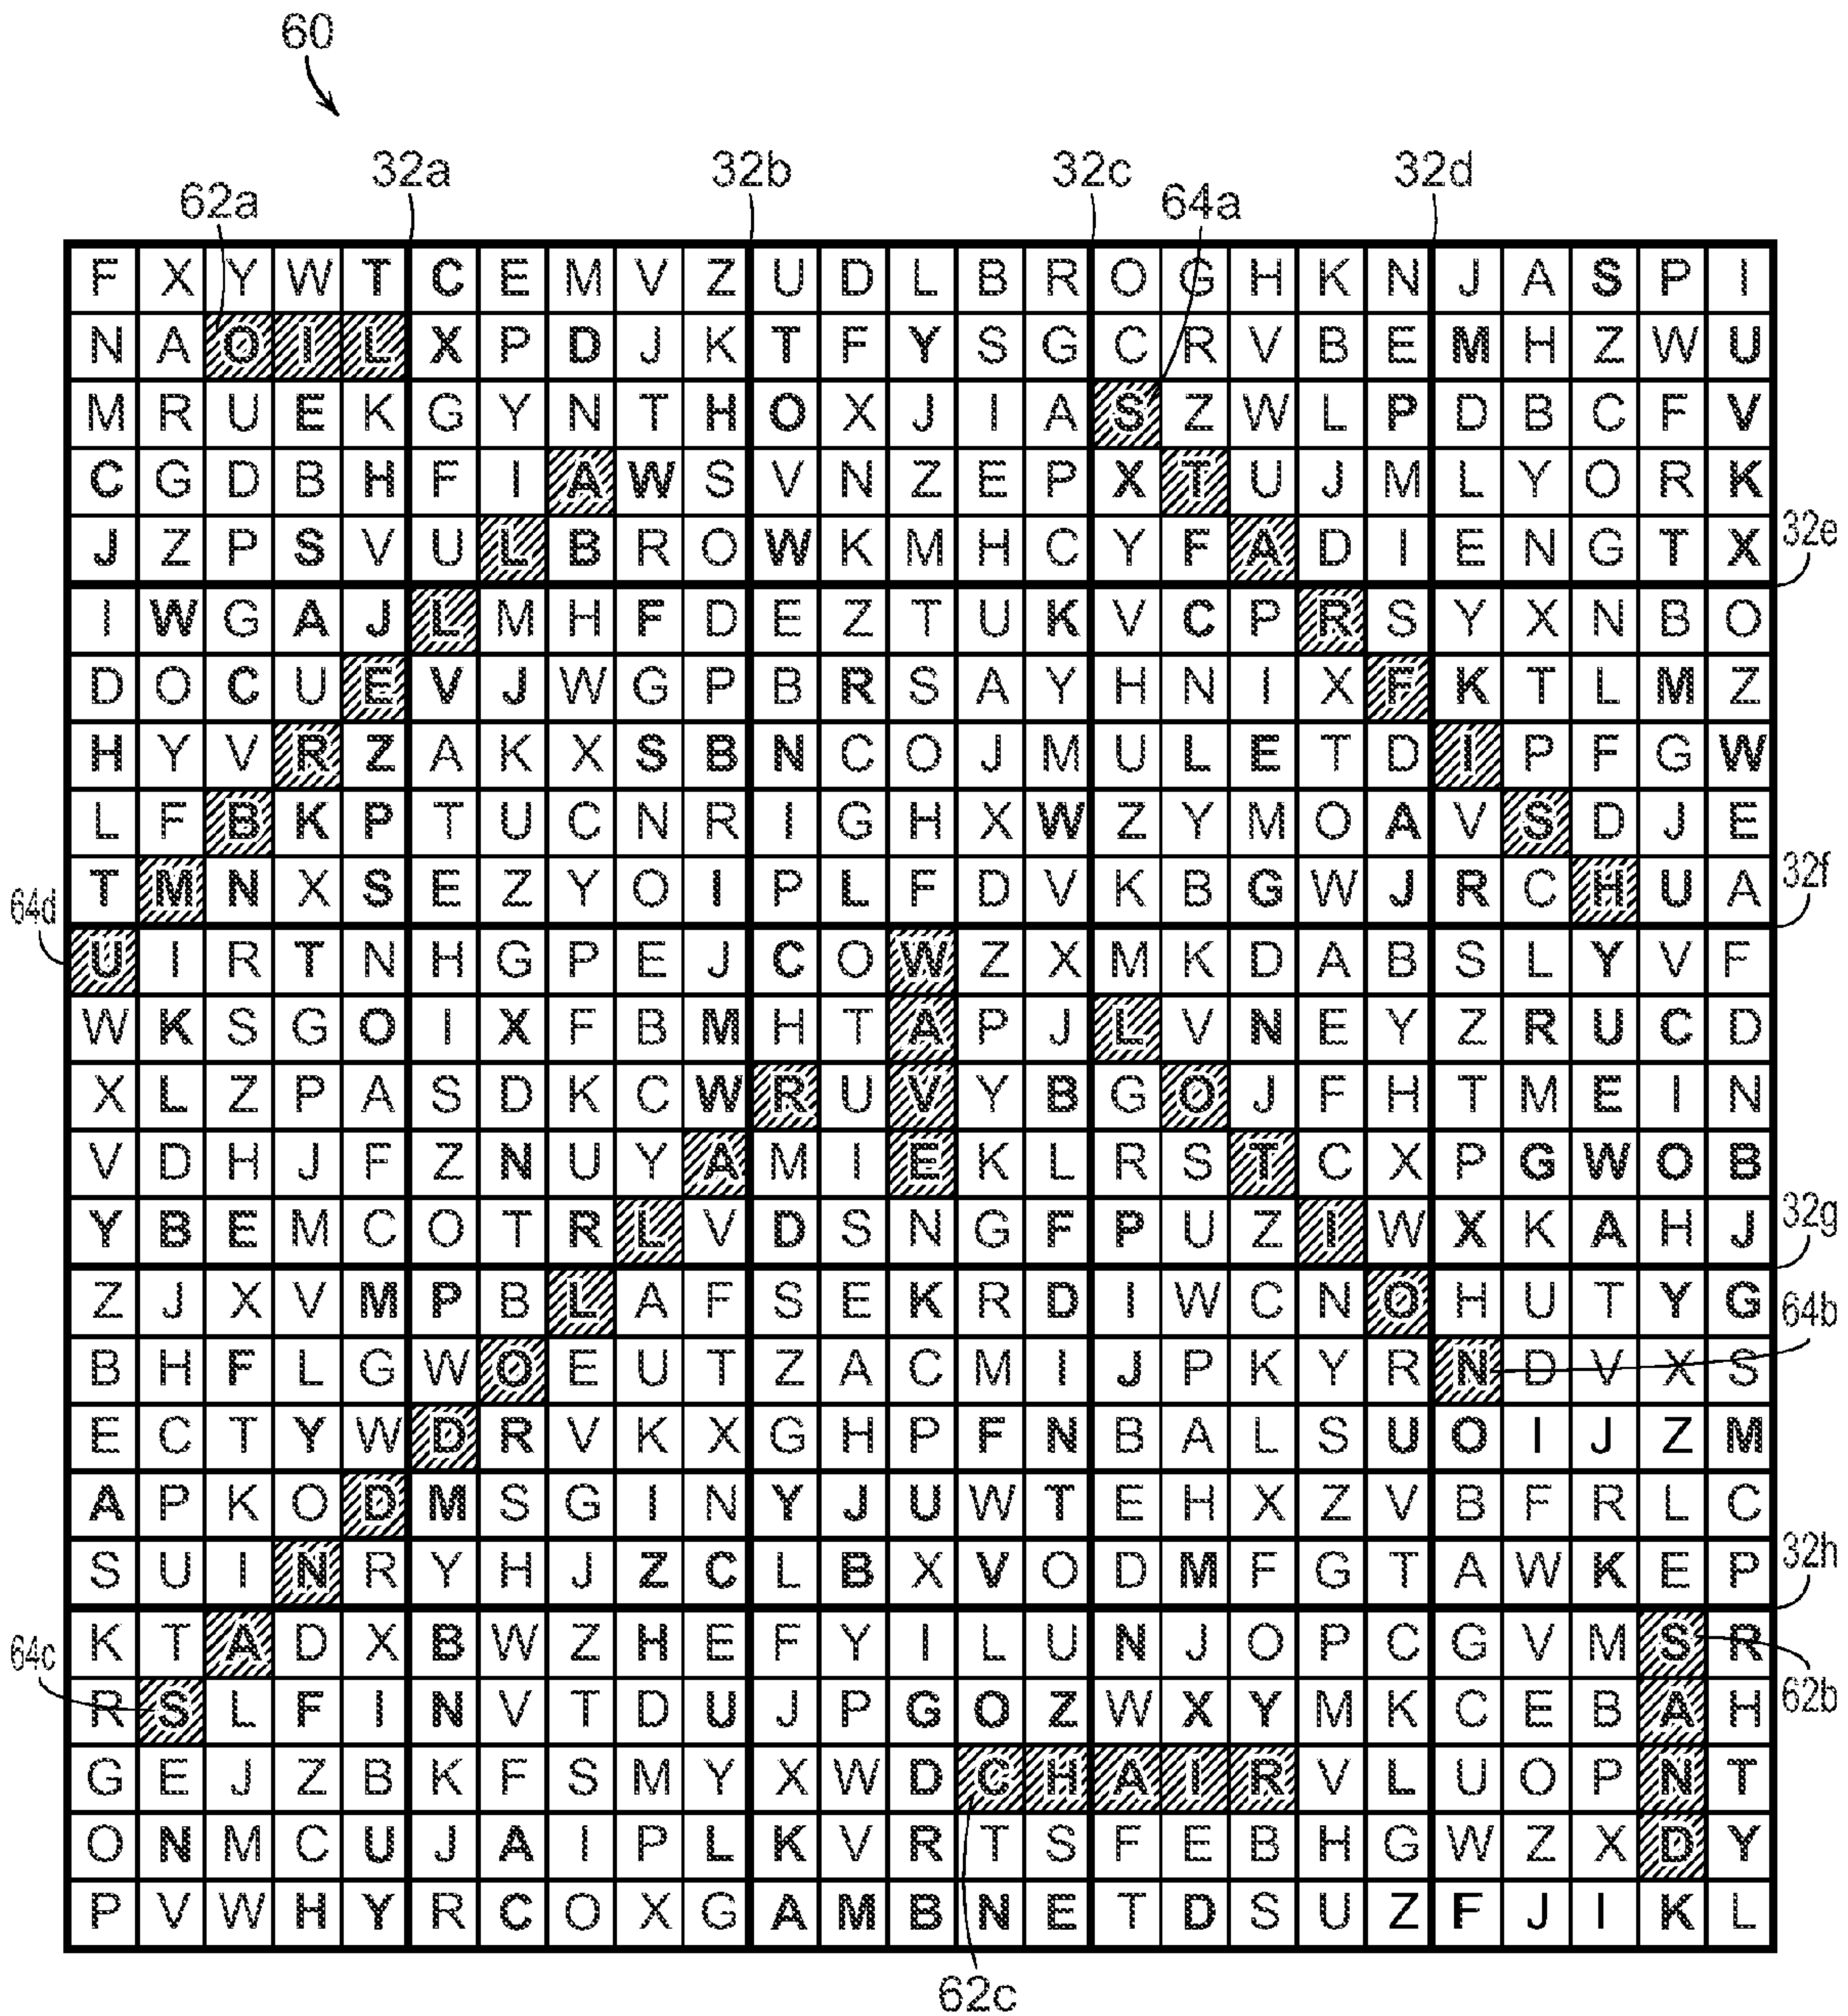 60
32a 32b 32c 32d
62a 64a
F X Y W T C E M V Z U D L B R O G H K N J A S P I
N A O I L X P D J K T F Y S G C R V B E M H Z W U
M R U E K G Y N T H O X J I A S Z W L P D B C F V
C G D B H F I A W S V N Z E P X T U J M L Y O R K
J Z P S V U L B R O W K M H C Y F A D I E N G T X 32e
I W G A J L M H F D E Z T U K V C P R S Y X N B O
D O C U E V J W G P B R S A Y H N I X F K T L M Z
H Y V R Z A K X S B N C O J M U L E T D I P F G W
L F B K P T U C N R I G H X W Z Y M O A V S D J E
T M N X S E Z Y O I P L F D V K B G W J R C H U A 32f
64d
U I R T N H G P E J C O W Z X M K D A B S L Y V F
W K S G O I X F B M H T A P J L V N E Y Z R U C D
X L Z P A S D K C W R U V Y B G O J F H T M E I N
V D H J F Z N U Y A M I E K L R S T C X P G W O B
Y B E M C O T R L V D S N G F P U Z I W X K A H J 32g
Z J X V M P B L A F S E K R D I W C N O H U T Y G 64b
B H F L G W O E U T Z A C M I J P K Y R N D V X S
E C T Y W D R V K X G H P F N B A L S U O I J Z M
A P K O D M S G I N Y J U W T E H X Z V B F R L C
S U I N R Y H J Z C L B X V O D M F G T A W K E P 32h
64c K T A D X B W Z H E F Y I L U N J O P C G V M S R
R S L F I N V T D U J P G O Z W X Y M K C E B A H 62b
G E J Z B K F S M Y X W D C H A I R V L U O P N T
O N M C U J A I P L K V R T S F E B H G W Z X D Y
P V W H Y R C O X G A M B N E T D S U Z F J I K L
62c